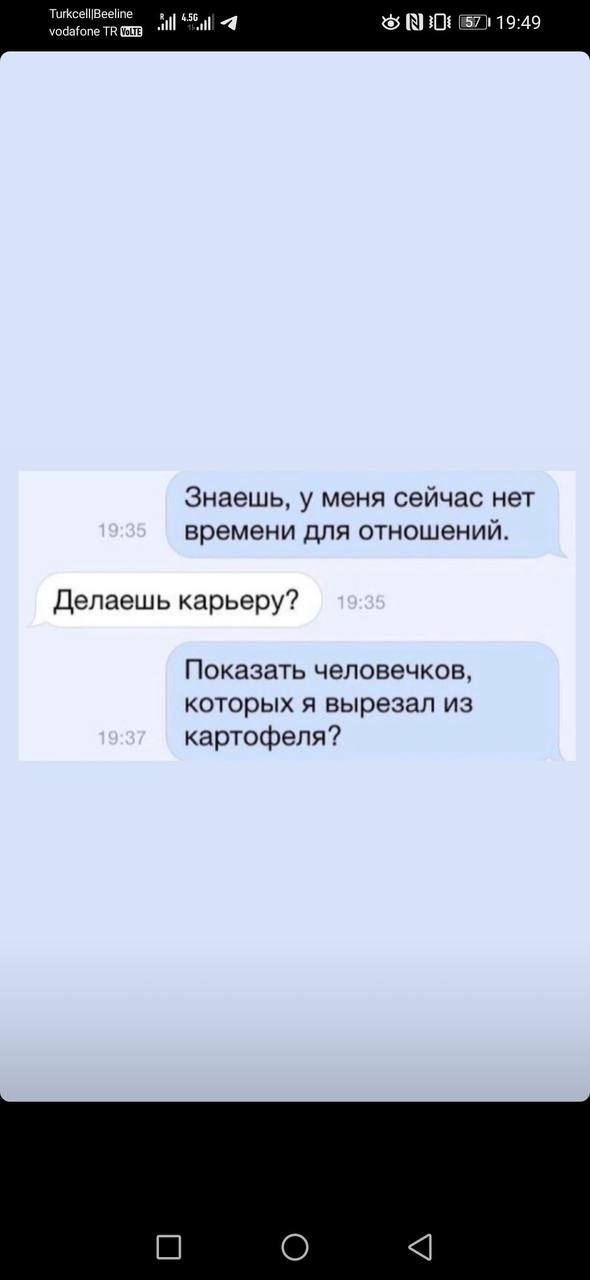 Turkcell|Beeline
vodafone TR VoLTE
R 4.5G
57 19:49
Знаешь, у меня сейчас нет
времени для отношений.
19:35
Делаешь карьеру?
19:35
Показать человечков,
которых я вырезал из
картофеля?
19:37